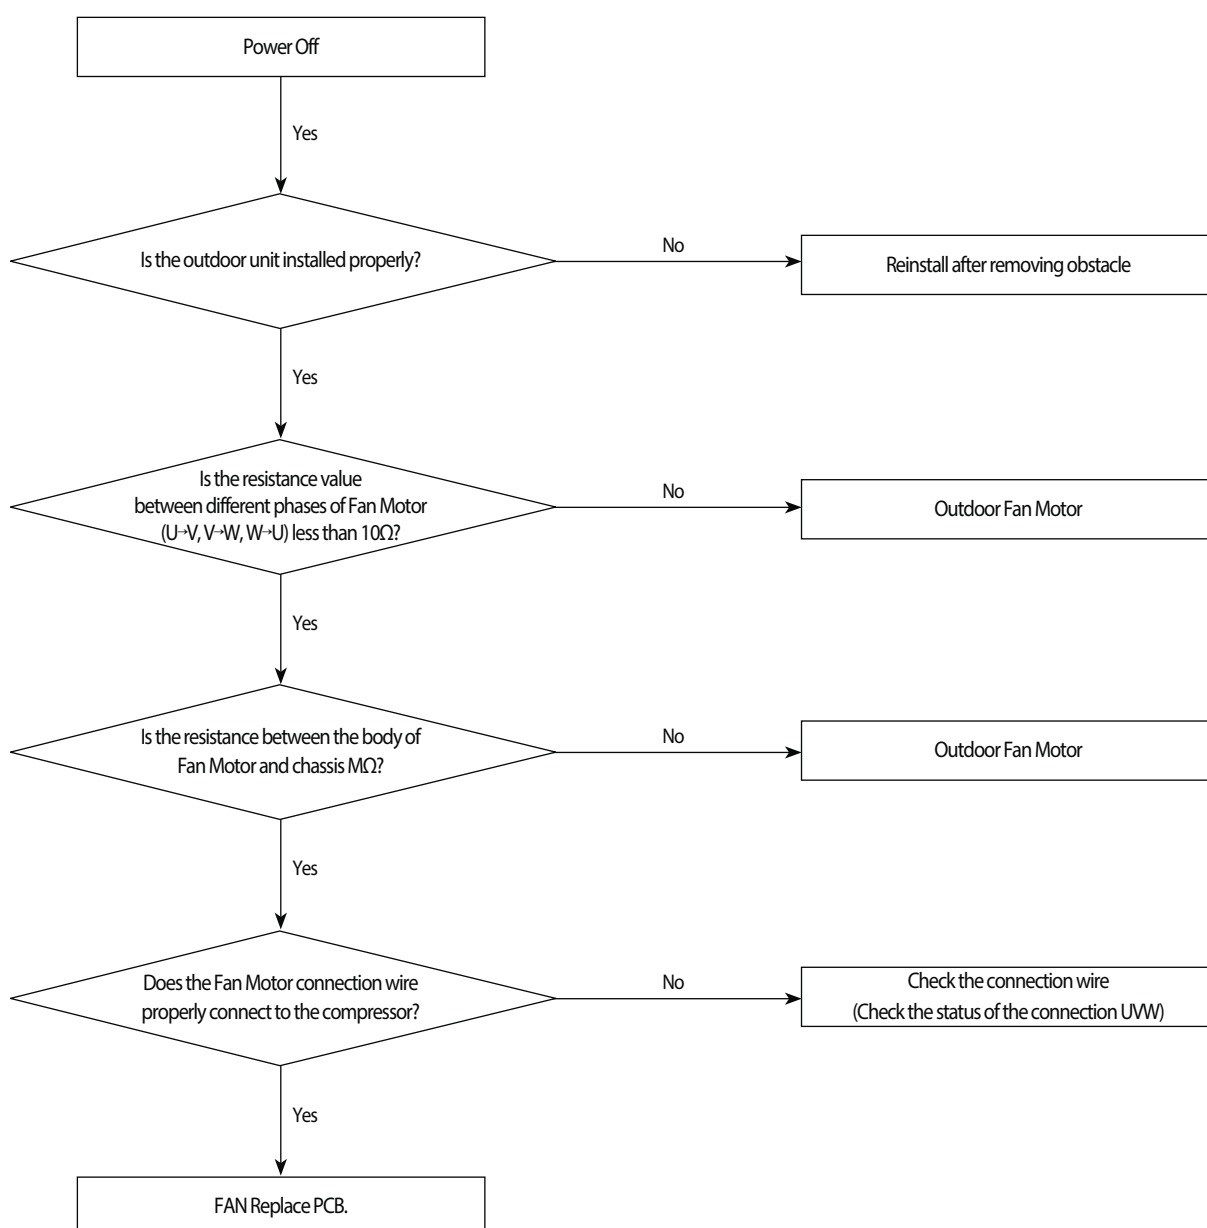 Power Off
Yes
Is the outdoor unit installed properly?
No
Reinstall after removing obstacle
Yes
Is the resistance value
between different phases of Fan Motor
(U→V, V→W, W→U) less than 10Ω?
No
Outdoor Fan Motor
Yes
Is the resistance between the body of
Fan Motor and chassis MΩ?
No
Outdoor Fan Motor
Yes
Does the Fan Motor connection wire
properly connect to the compressor?
No
Check the connection wire
(Check the status of the connection UVW)
Yes
FAN Replace PCB.